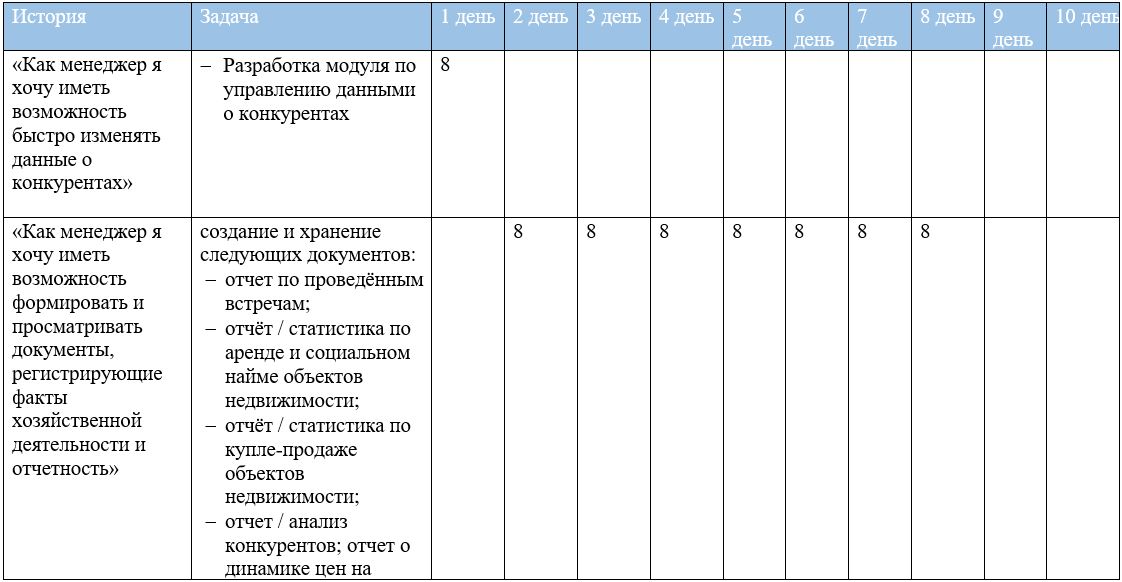 История Задача 1 день 2 день 3 день 4 день 5 день 6 день 7 день 8 день 9 день 10 день
«Как менеджер я
хочу иметь
возможность
быстро изменять
данные о
конкурентах»
– Разработка модуля по
управлению данными
о конкурентах
8
«Как менеджер я
хочу иметь
возможность
формировать и
просматривать
документы,
регистрирующие
факты
хозяйственной
деятельности и
отчетность»
создание и хранение
следующих документов:
– отчет по проведённым
встречам;
– отчёт / статистика по
аренде и социальном
найме объектов
недвижимости;
– отчёт / статистика по
купле-продаже
объектов
недвижимости;
– отчет / анализ
конкурентов; отчет о
динамике цен на
8 8 8 8 8 8 8